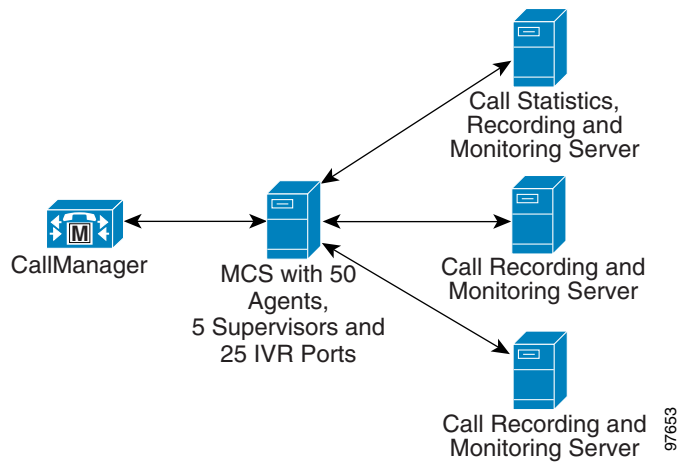 Call Statistics,
Recording and
Monitoring Server
M
CallManager
MCS with 50
Agents,
5 Supervisors and
25 IVR Ports
Call Recording and
Monitoring Server
Call Recording and
Monitoring Server
97653